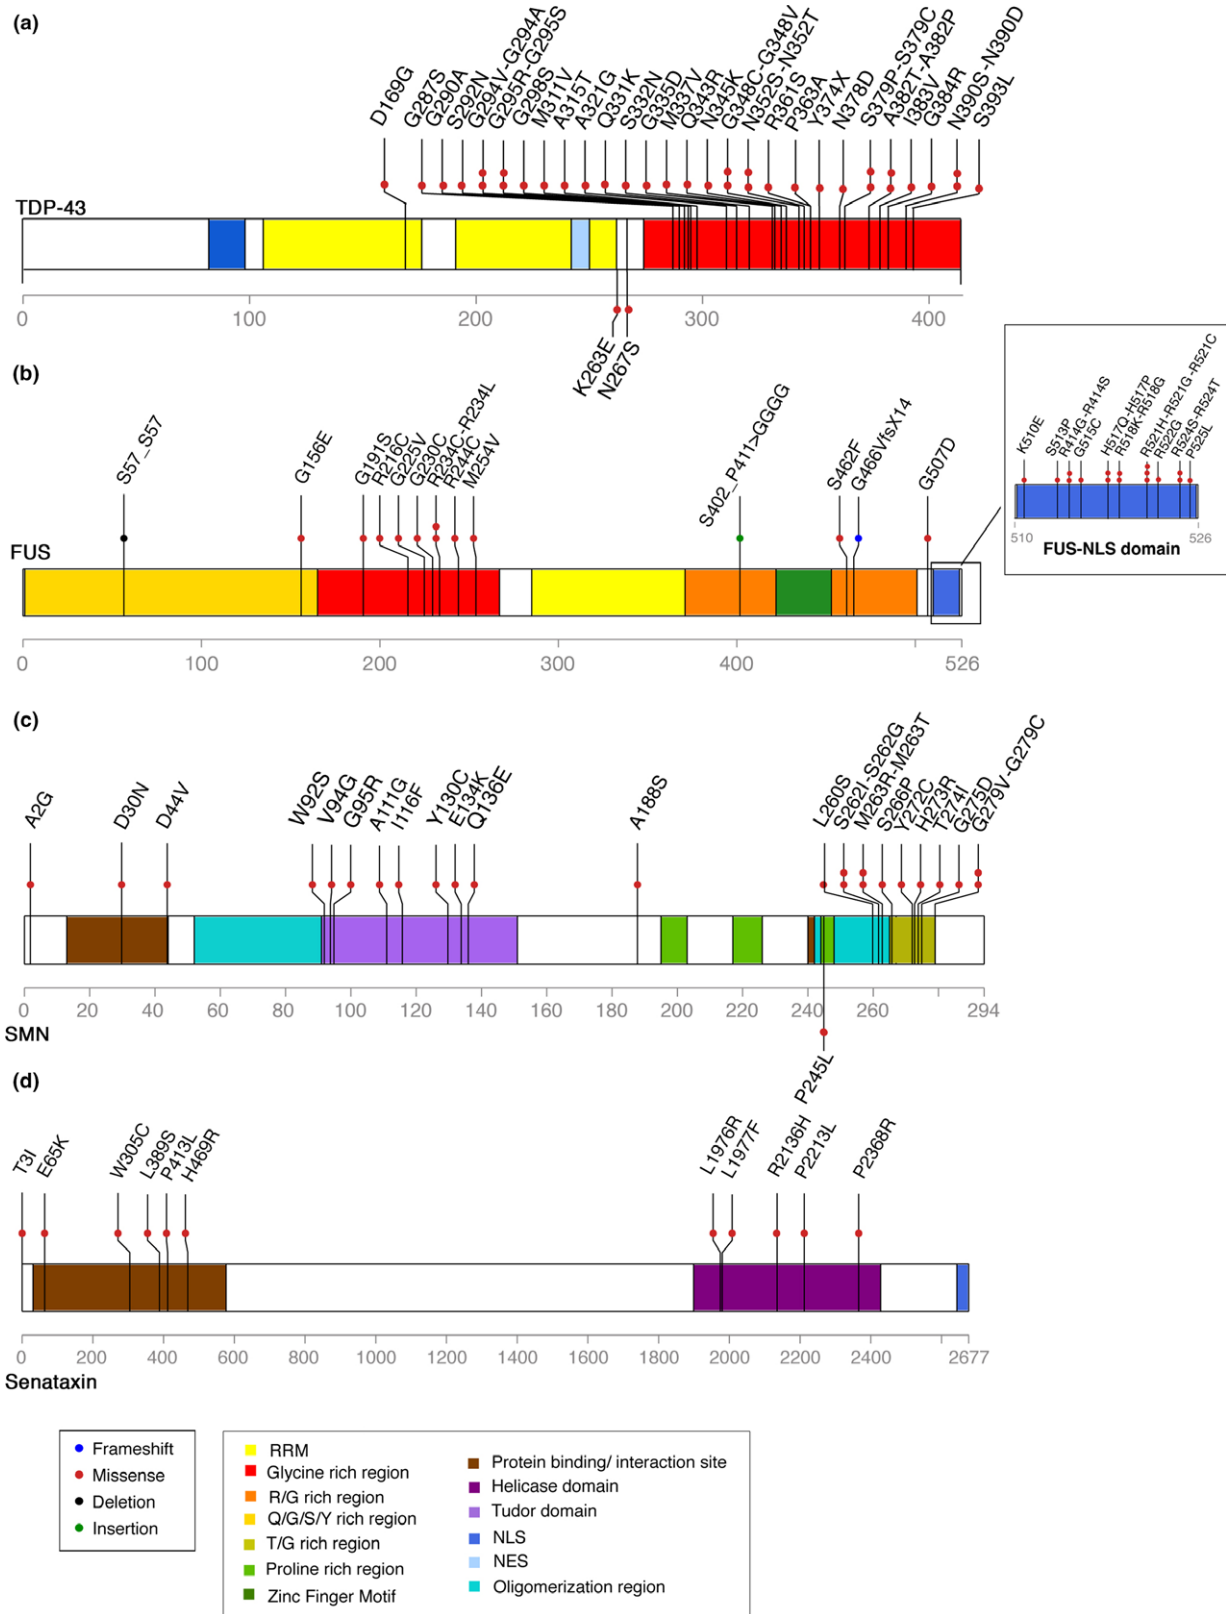 (a)
D169G
G287S
G290A
S292N
G294V-G294A
G295R-G295S
G298S
M311V
A315T
A321G
Q331K
S332N
G335D
M337V
Q343R
N345K
G348C-G348V
N352S-N352T
R361S
P363A
Y374X
N378D
S379P-S379C
A382T-A382P
I383V
G384R
N390S-N390D
S393L
TDP-43
0 100 200 300 400
K263E
N267S
(b)
S57_S57
G156E
G191S
R216C
G225V
G230C
R234C-R234L
R244C
M254V
S402_P411>GGGG
S462F
G466VfsX14
G507D
K510E
S513P
R414G-R414S
G515C
H517Q-H517P
R518K-R518G
R521H-R521G-R521C
R522G
R524S-R524T
P525L
510 526
FUS-NLS domain
FUS
0 100 200 300 400 526
(c)
A2G
D30N
D44V
W92S
V94G
G95R
A111G
I116F
Y130C
E134K
Q136E
A188S
L260S
S262I-S262G
M263R-M263T
S266P
Y272C
H273R
T274I
G275D
G279V-G279C
0 20 40 60 80 100 120 140 160 180 200 220 240 260 294
SMN
P245L
(d)
T3I
E65K
W305C
L389S
P413L
H469R
L1976R
L1977F
R2136H
P2213L
P2368R
0 200 400 600 800 1000 1200 1400 1600 1800 2000 2200 2400 2677
Senataxin
Frameshift
Missense
Deletion
Insertion
RRM
Glycine rich region
R/G rich region
Q/G/S/Y rich region
T/G rich region
Proline rich region
Zinc Finger Motif
Protein binding/ interaction site
Helicase domain
Tudor domain
NLS
NES
Oligomerization region